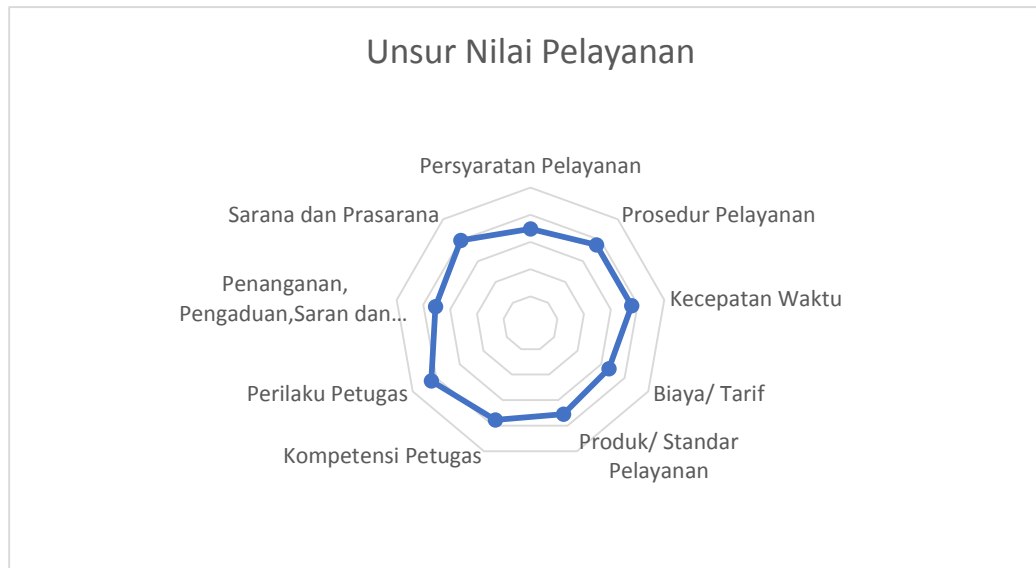 Unsur Nilai Pelayanan
Persyaratan Pelayanan
Prosedur Pelayanan
Kecepatan Waktu
Biaya/ Tarif
Produk/ Standar
Pelayanan
Kompetensi Petugas
Perilaku Petugas
Penanganan,
Pengaduan,Saran dan...
Sarana dan Prasarana